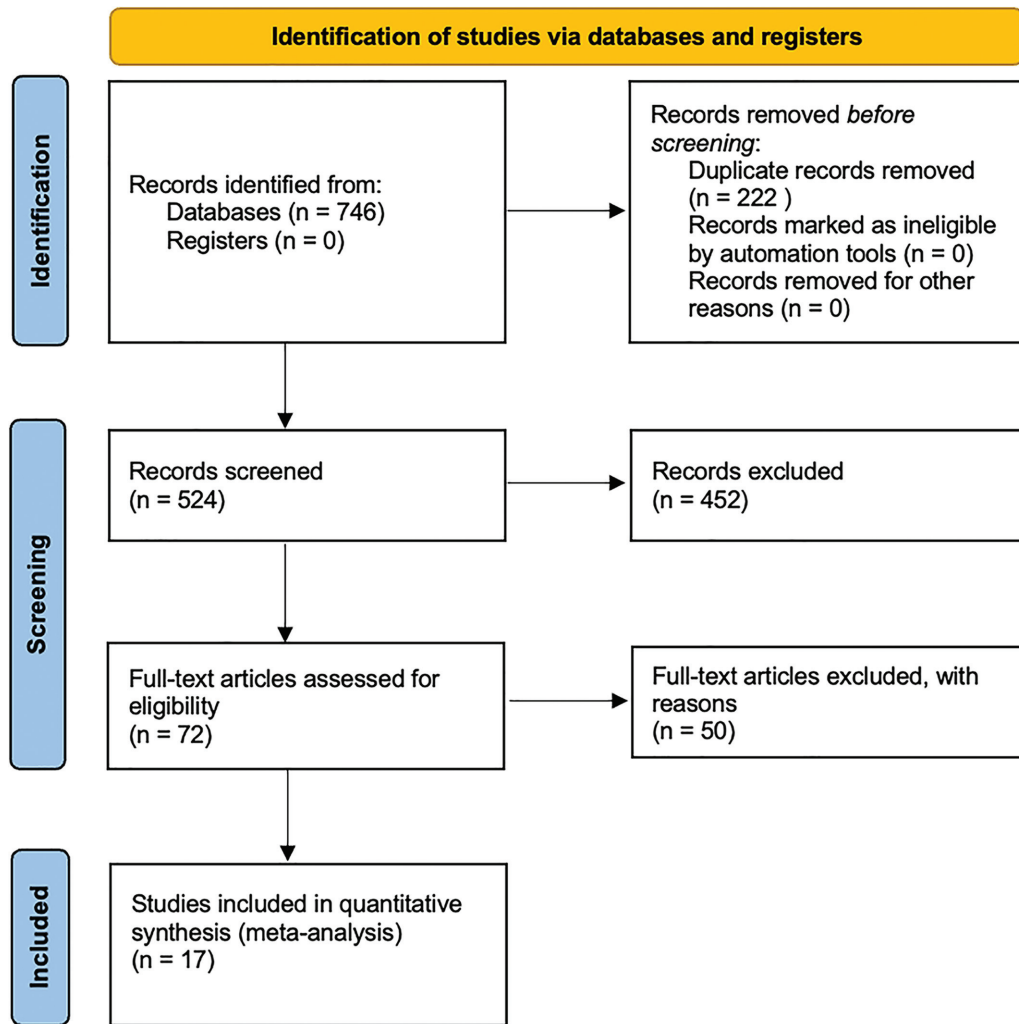 Identification of studies via databases and registers
Identification
Records identified from:
Databases (n = 746)
Registers (n = 0)
Records removed before
screening:
Duplicate records removed
(n = 222 )
Records marked as ineligible
by automation tools (n = 0)
Records removed for other
reasons (n = 0)
Screening
Records screened
(n = 524)
Records excluded
(n = 452)
Full-text articles assessed for
eligibility
(n = 72)
Full-text articles excluded, with
reasons
(n = 50)
Included
Studies included in quantitative
synthesis (meta-analysis)
(n = 17)